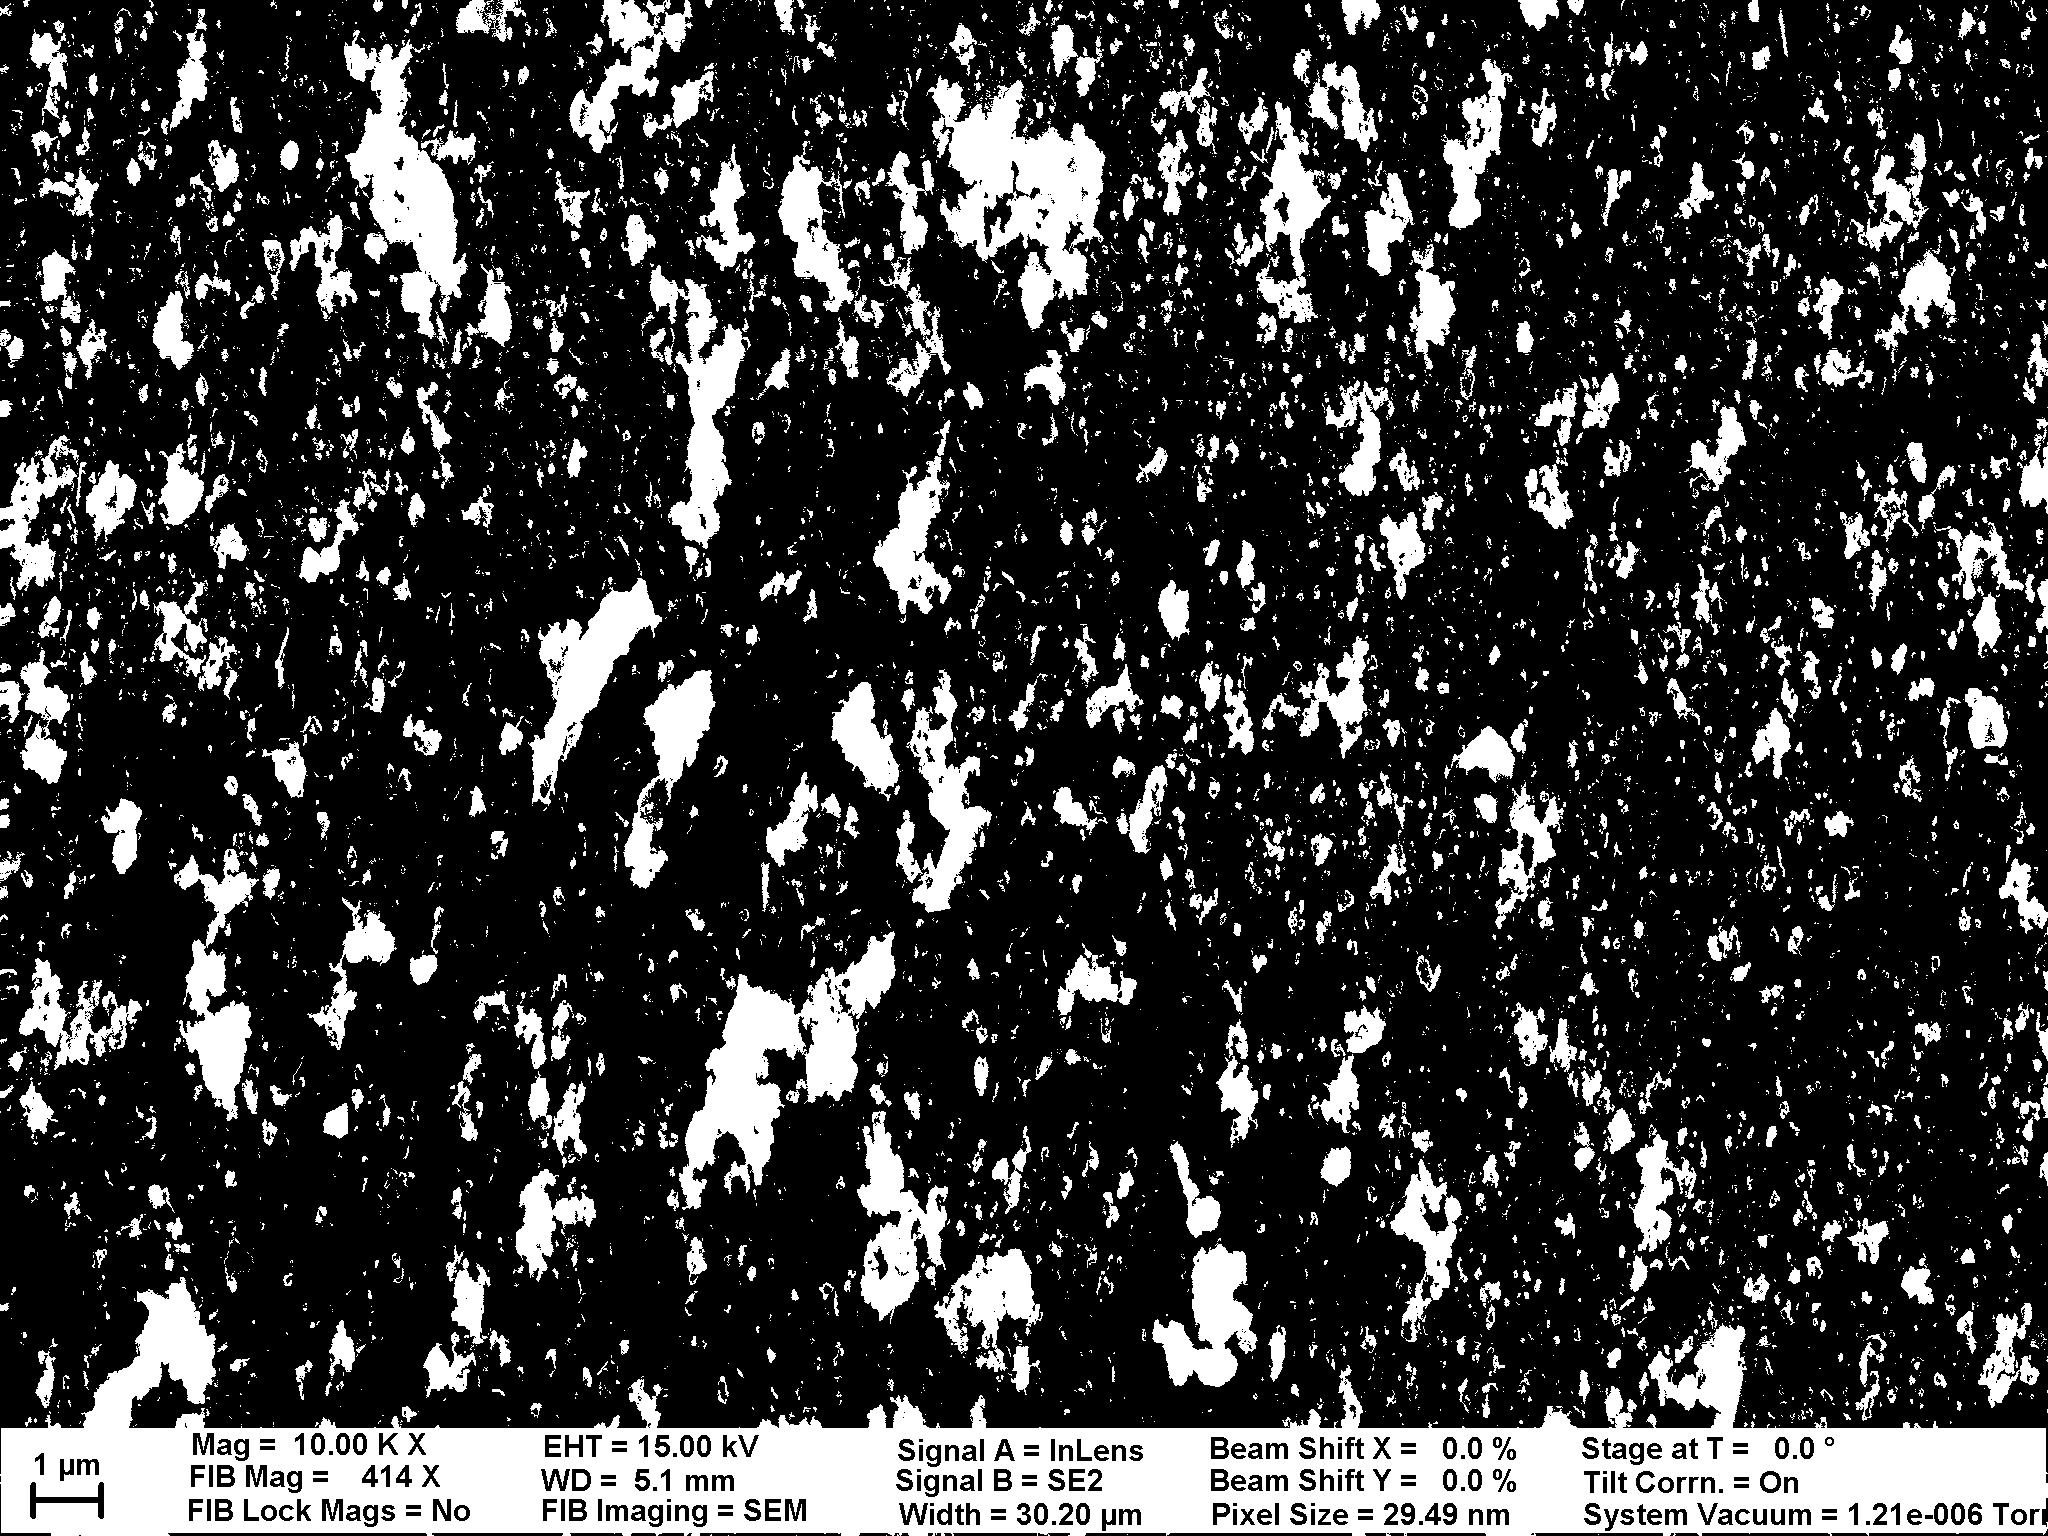 1 µm
Mag = 10.00 K X
FIB Mag = 414 X
FIB Lock Mags = No
EHT = 15.00 kV
WD = 5.1 mm
FIB Imaging = SEM
Signal A = InLens
Signal B = SE2
Width = 30.20 µm
Beam Shift X = 0.0 %
Beam Shift Y = 0.0 %
Pixel Size = 29.49 nm
Stage at T = 0.0 °
Tilt Corrn. = On
System Vacuum = 1.21e-006